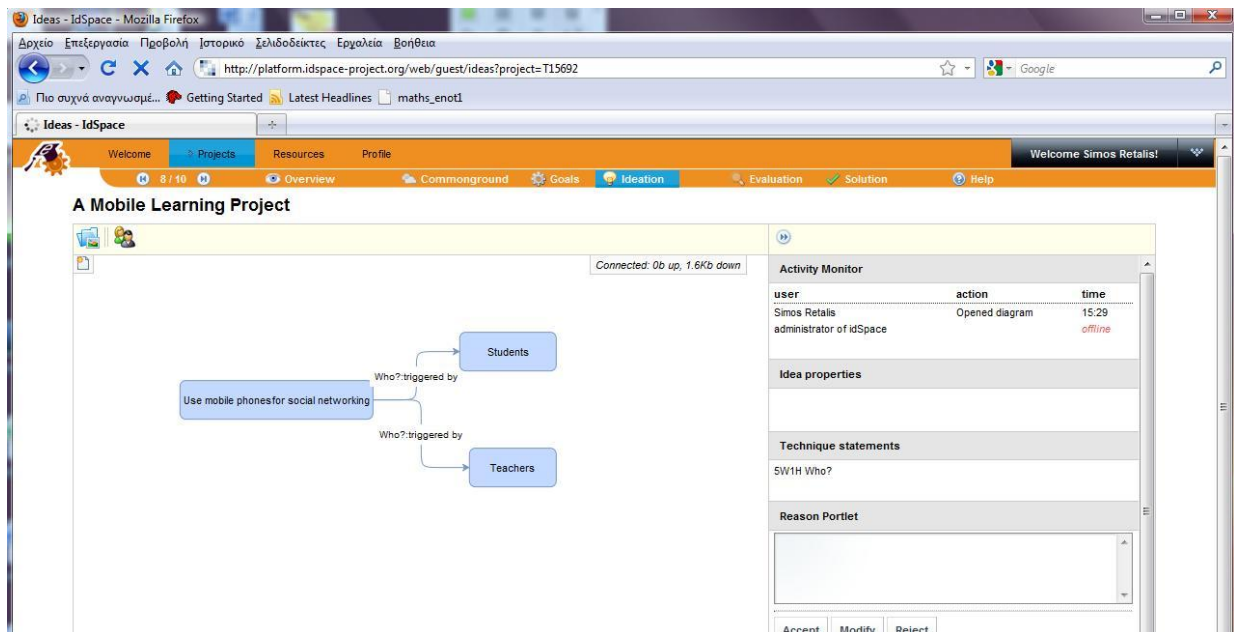 Ideas - IdSpace - Mozilla Firefox
Αρχείο Επεξεργασία Προβολή Ιστορικό Σελιδοδείκτες Εργαλεία Βοήθεια
http://platform.idspace-project.org/web/guest/ideas?project=T15692
Google
Πιο συχνά αναγνωσμέ... Getting Started Latest Headlines maths_enot1
Ideas - IdSpace
Welcome Projects Resources Profile Welcome Simos Retalis!
8 / 10 Overview Commonground Goals Ideation Evaluation Solution Help
A Mobile Learning Project
Connected: 0b up, 1.6Kb down
Students
Who?:triggered by
Use mobile phonesfor social networking
Who?:triggered by
Teachers
Activity Monitor
user action time
Simos Retalis Opened diagram 15:29
administrator of idSpace offline
Idea properties
Technique statements
5W1H Who?
Reason Portlet
Accept Modify Reject